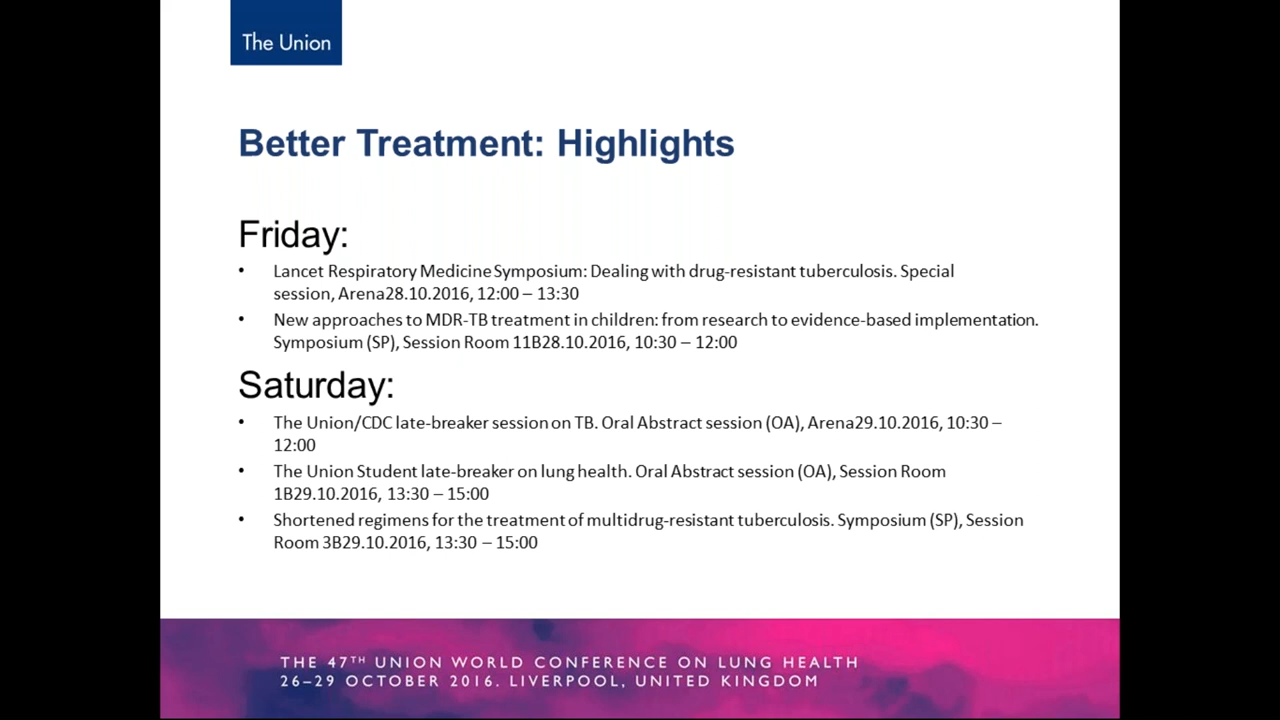 The Union
Better Treatment: Highlights
Friday:
• Lancet Respiratory Medicine Symposium: Dealing with drug-resistant tuberculosis. Special
session, Arena28.10.2016, 12:00 – 13:30
• New approaches to MDR-TB treatment in children: from research to evidence-based implementation.
Symposium (SP), Session Room 11B28.10.2016, 10:30 – 12:00
Saturday:
• The Union/CDC late-breaker session on TB. Oral Abstract session (OA), Arena29.10.2016, 10:30 –
12:00
• The Union Student late-breaker on lung health. Oral Abstract session (OA), Session Room
1B29.10.2016, 13:30 – 15:00
• Shortened regimens for the treatment of multidrug-resistant tuberculosis. Symposium (SP), Session
Room 3B29.10.2016, 13:30 – 15:00
THE 47TH UNION WORLD CONFERENCE ON LUNG HEALTH
26–29 OCTOBER 2016. LIVERPOOL, UNITED KINGDOM